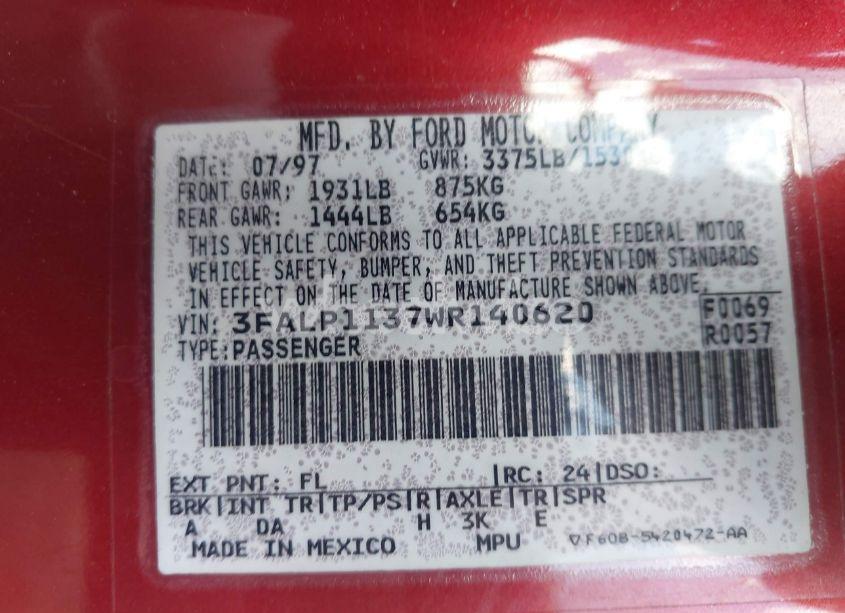 MFD. BY FORD MOTOR COMPANY
DATE: 07/97 GVWR: 3375LB/
FRONT GAWR: 1931LB 875KG
REAR GAWR: 1444LB 654KG
THIS VEHICLE CONFORMS TO ALL APPLICABLE FEDERAL MOTOR
VEHICLE SAFETY, BUMPER, AND THEFT PREVENTION STANDARDS
IN EFFECT ON THE DATE OF MANUFACTURE SHOWN ABOVE.
VIN: 3FALP1137WR140620 F0069
TYPE: PASSENGER R0057
EXT. PNT: FL |RC: 24|DSO:
BRK|INT TR|TP/PS|R|AXLE|TR|SPR
A DA H 3K E
MADE IN MEXICO MPU ▽F60B-5420472-AA